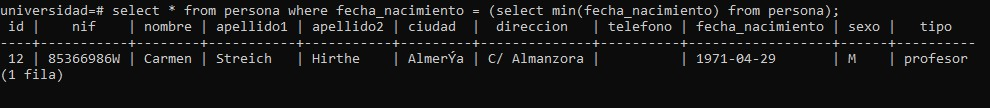 universidad=# select * from persona where fecha_nacimiento = (select min(fecha_nacimiento) from persona);
 id |    nif    | nombre | apellido1 | apellido2 | ciudad  |  direccion   | telefono | fecha_nacimiento | sexo |   tipo
----+-----------+--------+-----------+-----------+---------+--------------+----------+------------------+------+----------
 12 | 85366986W | Carmen | Streich   | Hirthe    | AlmerÝa | C/ Almanzora |          | 1971-04-29       | M    | profesor
(1 fila)